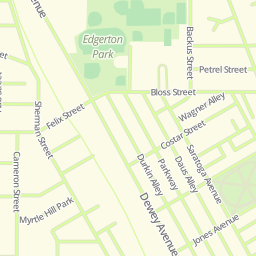 Avenue
Edgerton
Park
Backus Street
Petrel Street
Bloss Street
Wagner Alley
Felix Street
Sherman Street
Costar Street
Saratoga Avenue
Cameron Street
Durkin Alley
Parkway
Daus Alley
Myrtle Hill Park
Dewey Avenue
Jones Avenue